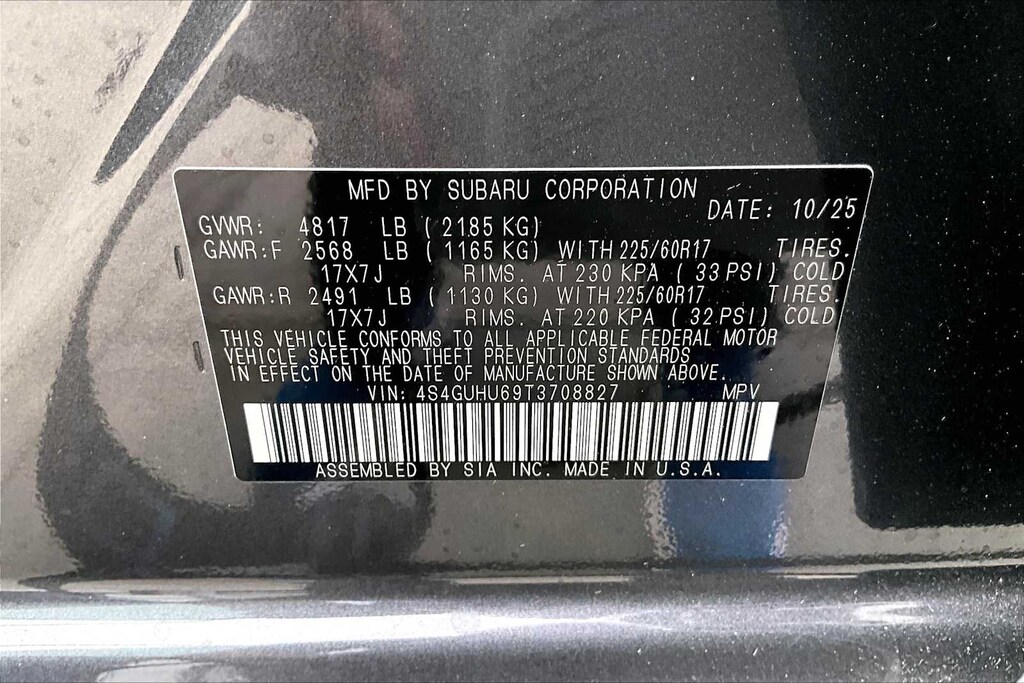 MFD BY SUBARU CORPORATION
DATE: 10/25
GVWR: 4817 LB (2185 KG)
GAWR:F 2568 LB (1165 KG) WITH 225/60R17 TIRES.
17X7J RIMS. AT 230 KPA (33 PSI) COLD
GAWR:R 2491 LB (1130 KG) WITH 225/60R17 TIRES.
17X7J RIMS. AT 220 KPA (32 PSI) COLD
THIS VEHICLE CONFORMS TO ALL APPLICABLE FEDERAL MOTOR
VEHICLE SAFETY AND THEFT PREVENTION STANDARDS
IN EFFECT ON THE DATE OF MANUFACTURE SHOWN ABOVE.
VIN: 4S4GUHU69T3708827 MPV
ASSEMBLED BY SIA INC. MADE IN U.S.A.